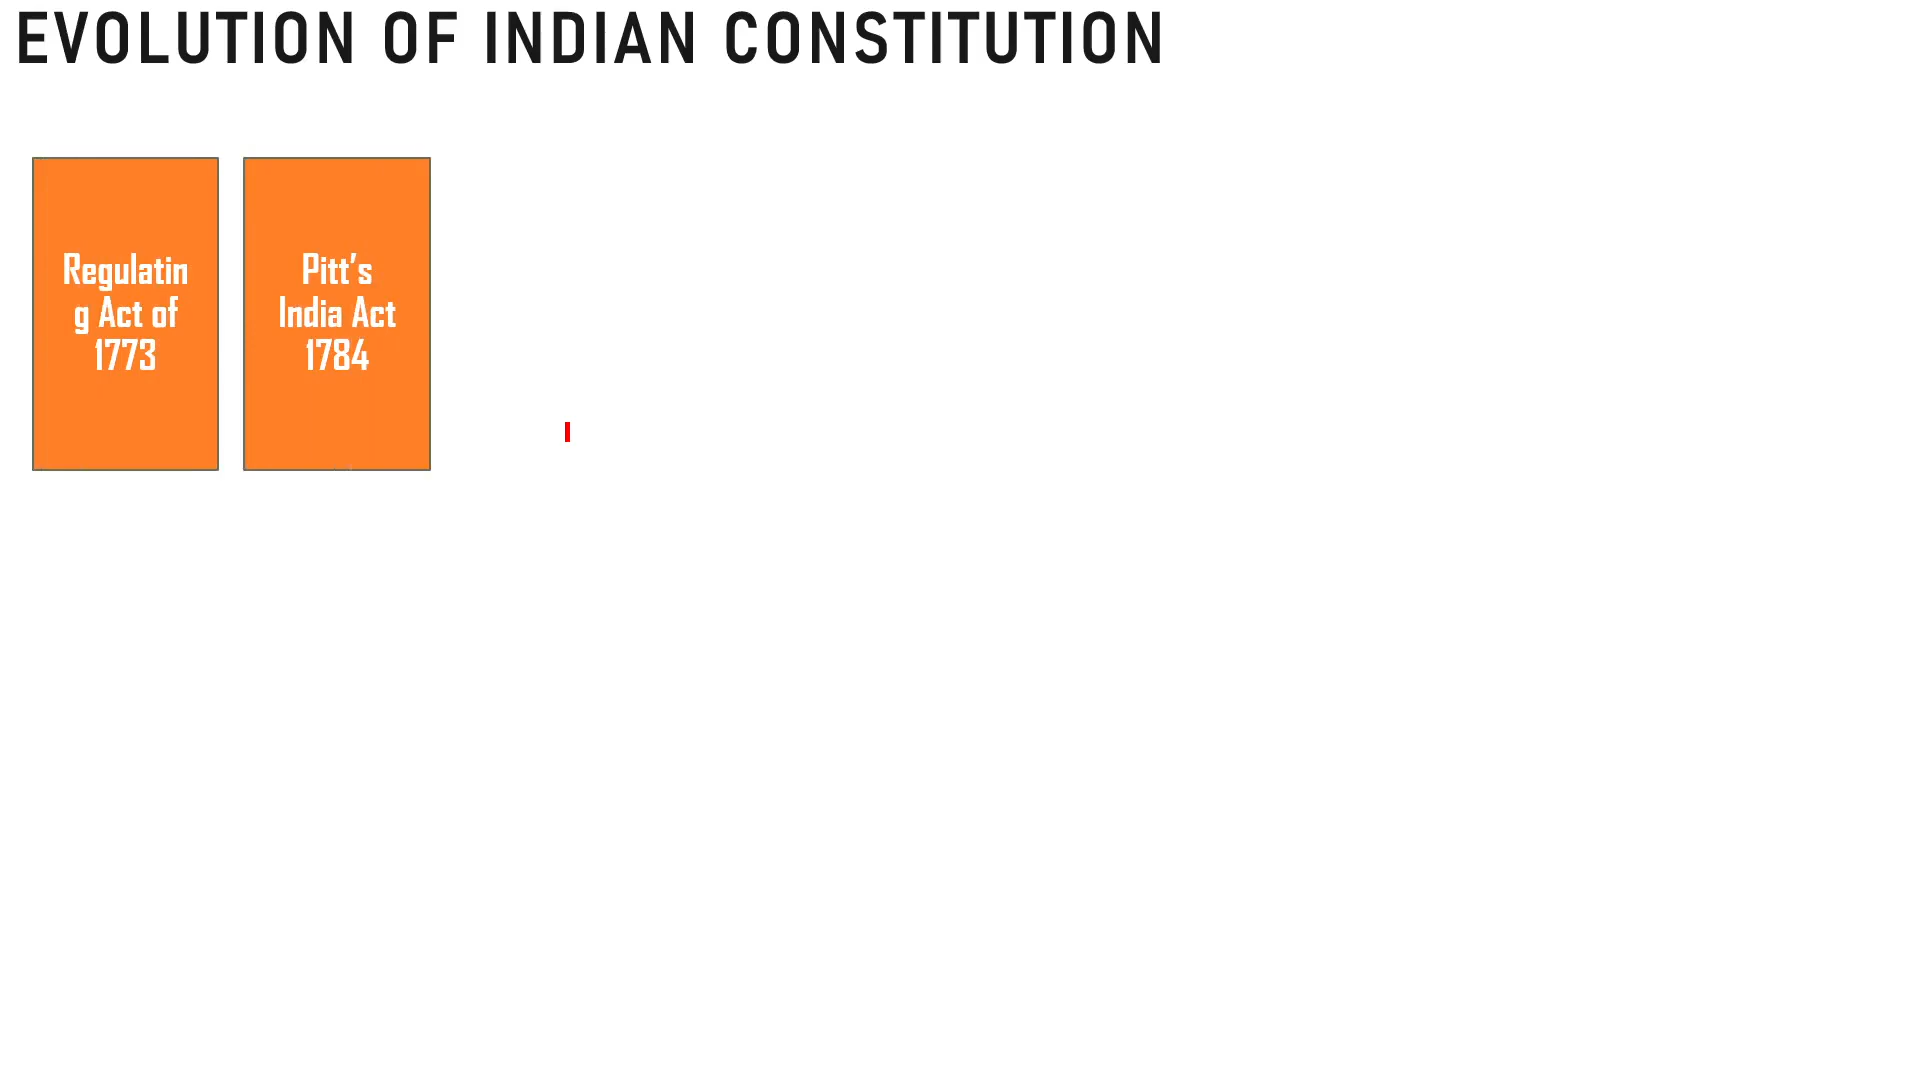 EVOLUTION OF INDIAN CONSTITUTION
Regulatin
g Act of
1773
Pitt’s
India Act
1784